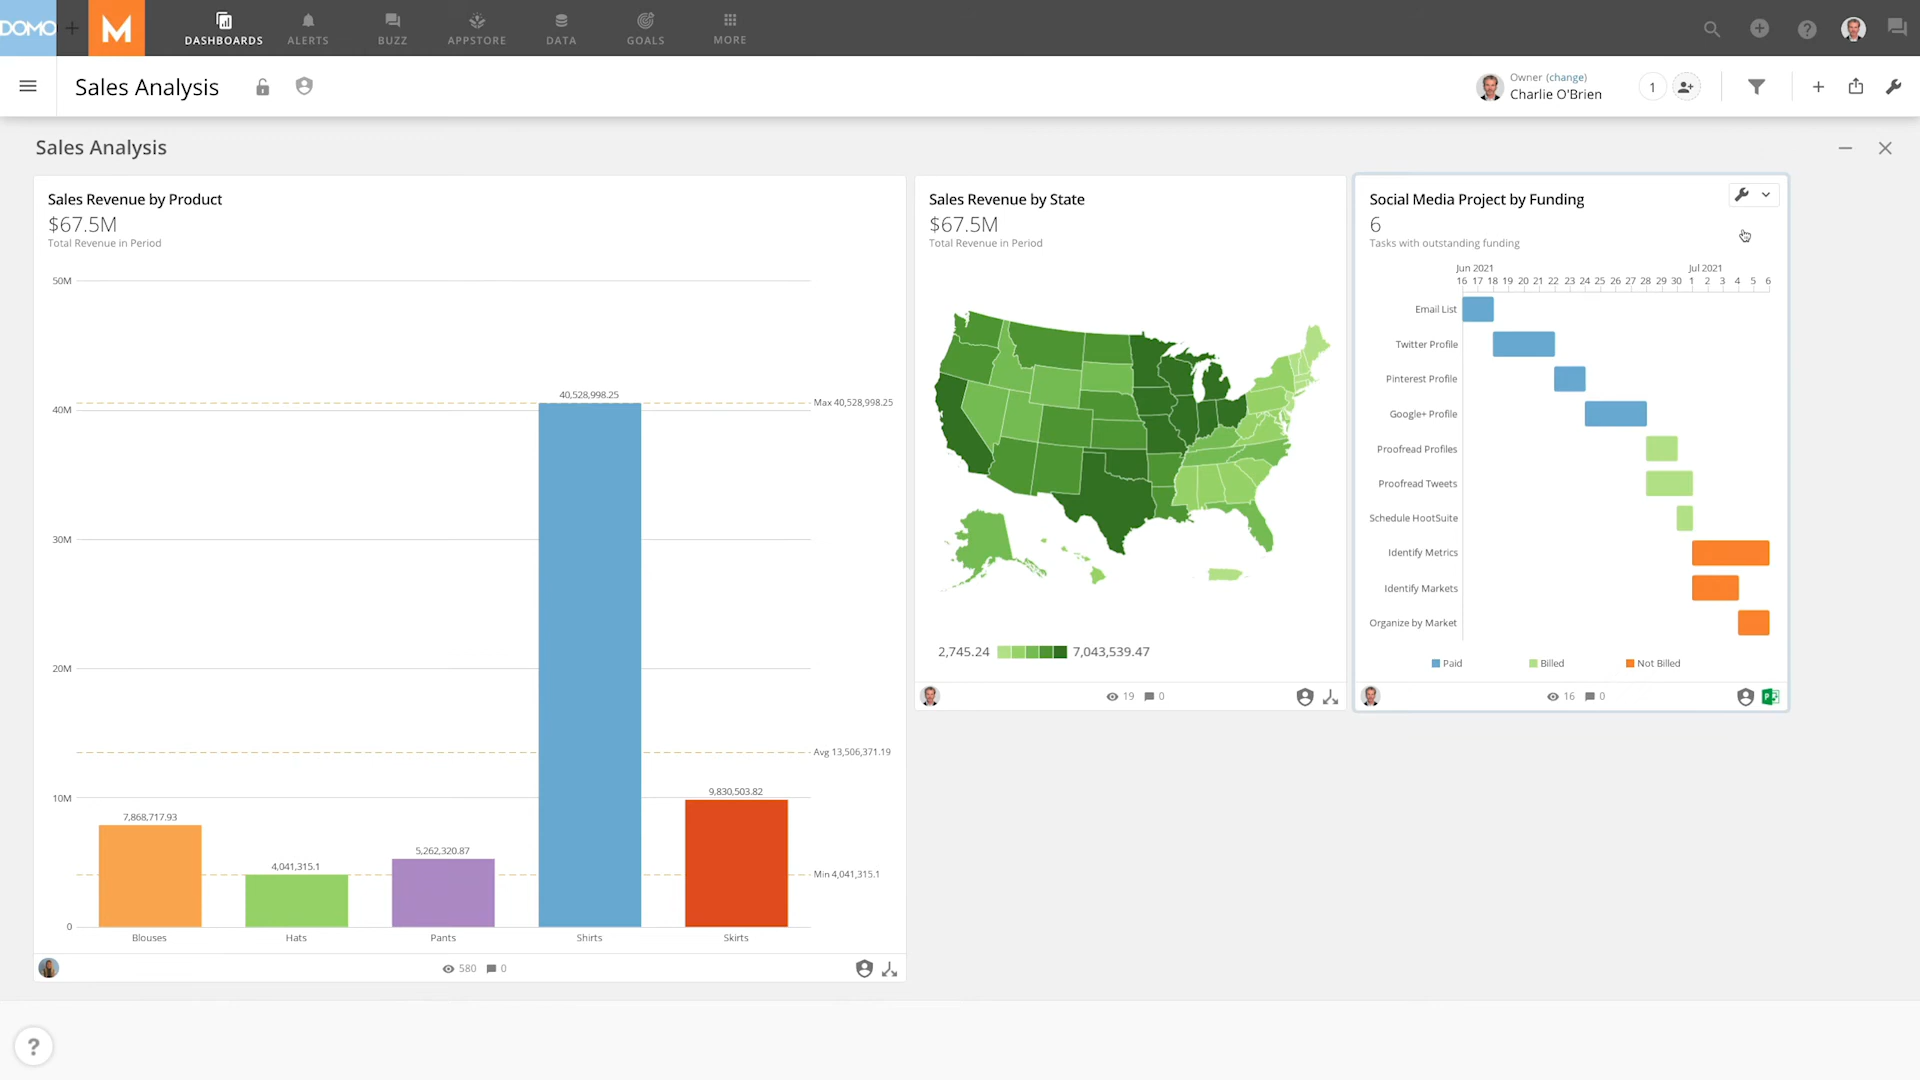 DOMO
M
DASHBOARDS
ALERTS
BUZZ
APPSTORE
DATA
GOALS
MORE
Sales Analysis
Owner (change)
Charlie O'Brien
1
Sales Analysis
Sales Revenue by Product
$67.5M
Total Revenue in Period
50M
40M
30M
20M
10M
0
40,528,998.25
Max 40,528,998.25
Avg 13,506,371.19
9,830,503.82
7,868,717.93
5,262,320.87
4,041,315.1
Min 4,041,315.1
Blouses
Hats
Pants
Shirts
Skirts
580
0
Sales Revenue by State
$67.5M
Total Revenue in Period
2,745.24
7,043,539.47
19
0
Social Media Project by Funding
6
Tasks with outstanding funding
Jun 2021
Jul 2021
16 17 18 19 20 21 22 23 24 25 26 27 28 29 30 1 2 3 4 5 6
Email List
Twitter Profile
Pinterest Profile
Google+ Profile
Proofread Profiles
Proofread Tweets
Schedule HootSuite
Identify Metrics
Identify Markets
Organize by Market
Paid
Billed
Not Billed
16
0
P
?